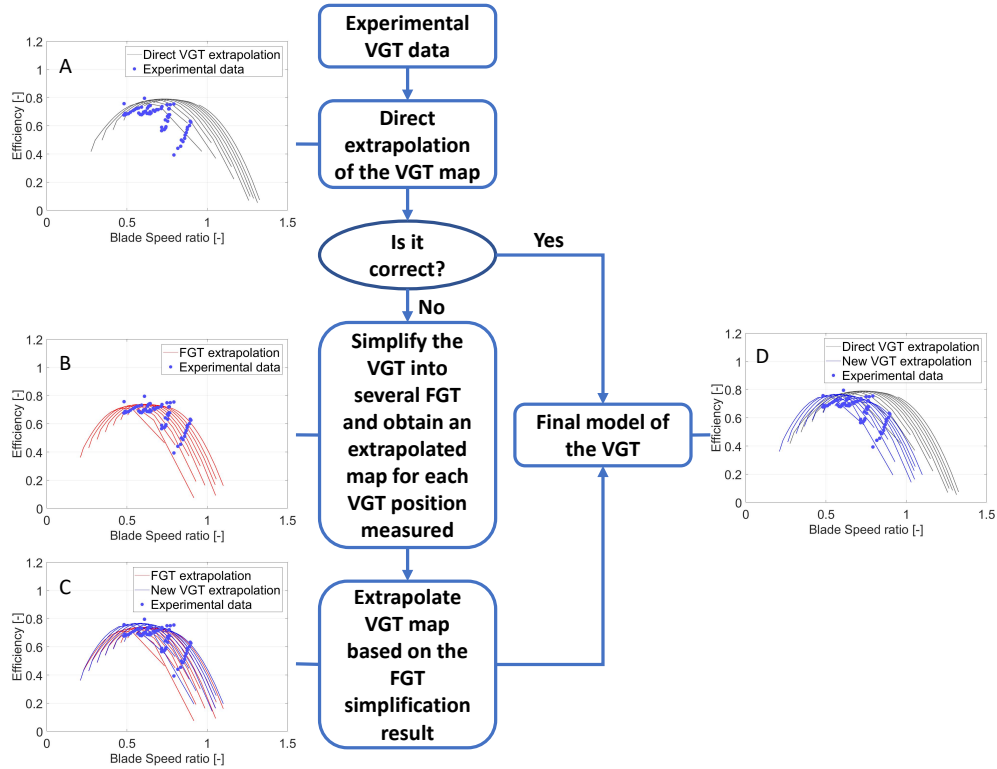 Experimental
VGT data
A
Direct VGT extrapolation
Experimental data
Efficiency [-]
1.2
1
0.8
0.6
0.4
0.2
0
0 0.5 1 1.5
Blade Speed ratio [-]
Direct
extrapolation
of the VGT map
Is it
correct?
Yes
No
B
FGT extrapolation
Experimental data
Efficiency [-]
1.2
1
0.8
0.6
0.4
0.2
0
0 0.5 1 1.5
Blade Speed ratio [-]
Simplify the
VGT into
several FGT
and obtain an
extrapolated
map for each
VGT position
measured
C
FGT extrapolation
New VGT extrapolation
Experimental data
Efficiency [-]
1.2
1
0.8
0.6
0.4
0.2
0
0 0.5 1 1.5
Blade Speed ratio [-]
Extrapolate
VGT map
based on the
FGT
simplification
result
Final model of
the VGT
D
Direct VGT extrapolation
New VGT extrapolation
Experimental data
Efficiency [-]
1.2
1
0.8
0.6
0.4
0.2
0
0 0.5 1 1.5
Blade Speed ratio [-]